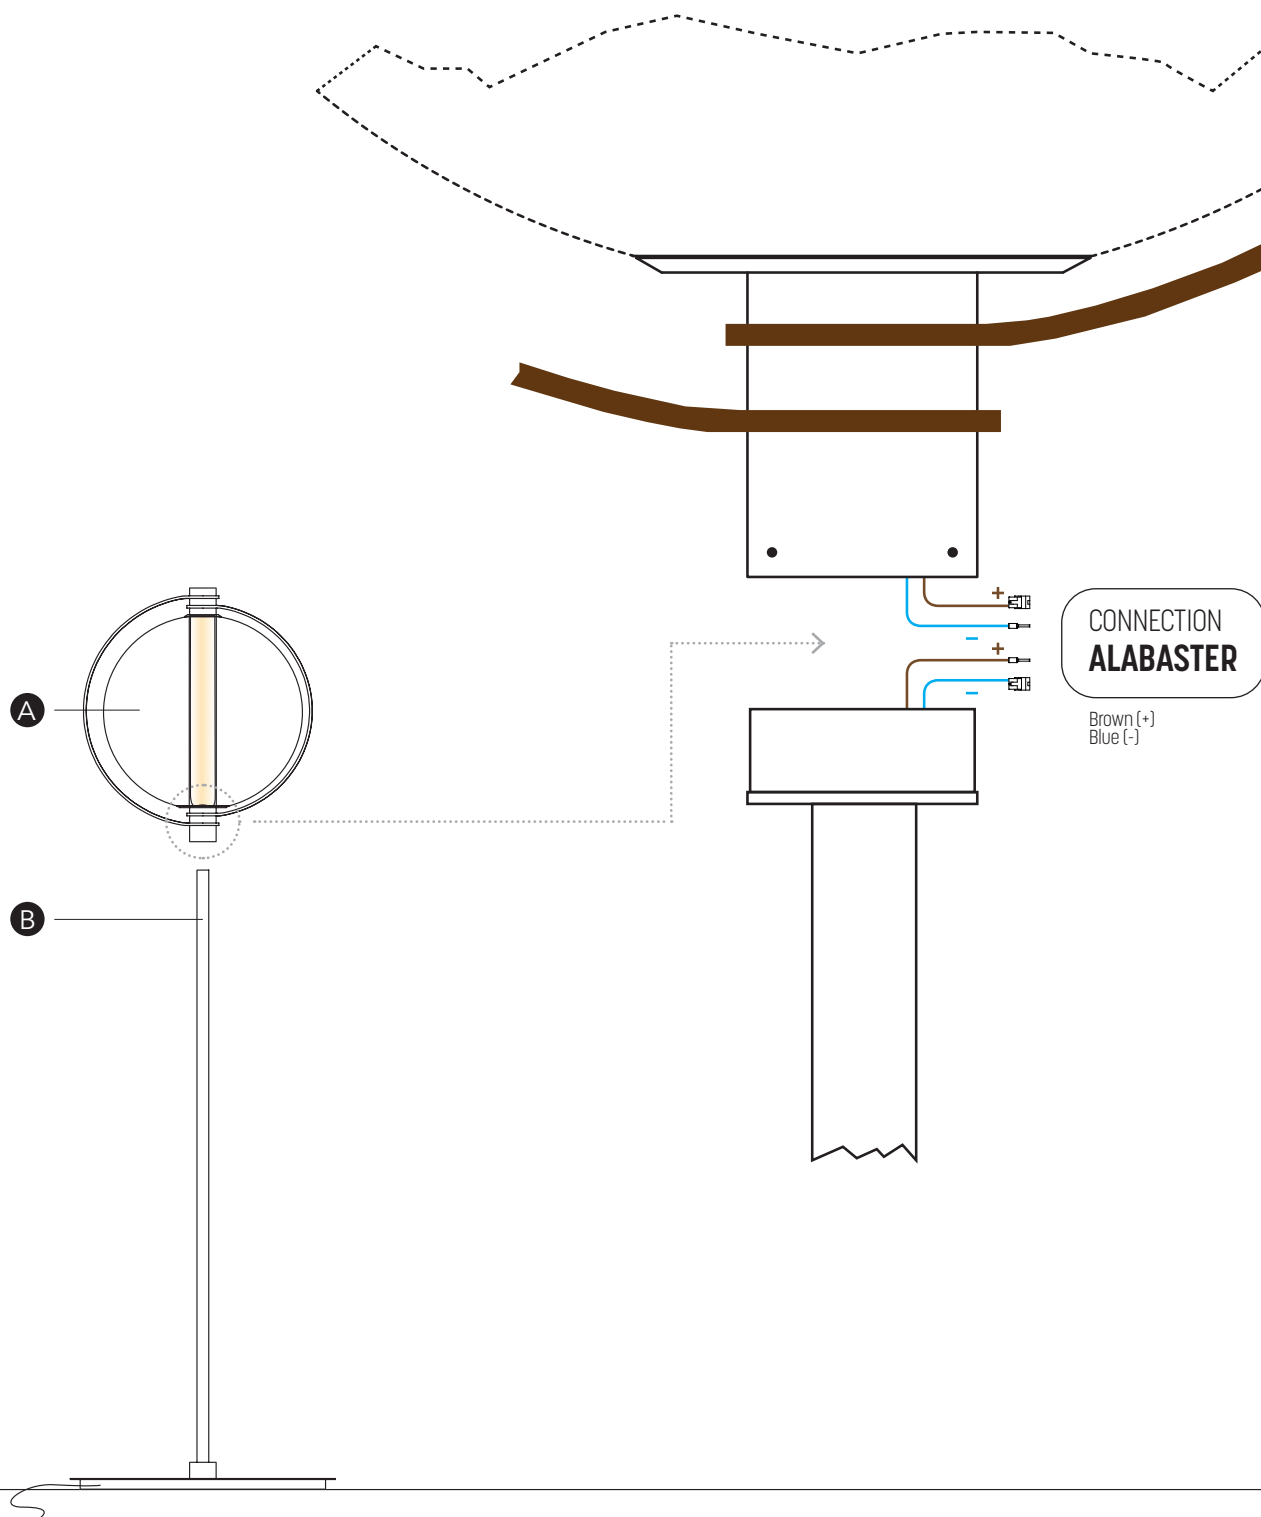 +
−
+
−
CONNECTION
ALABASTER
Brown (+)
Blue (-)
A
B